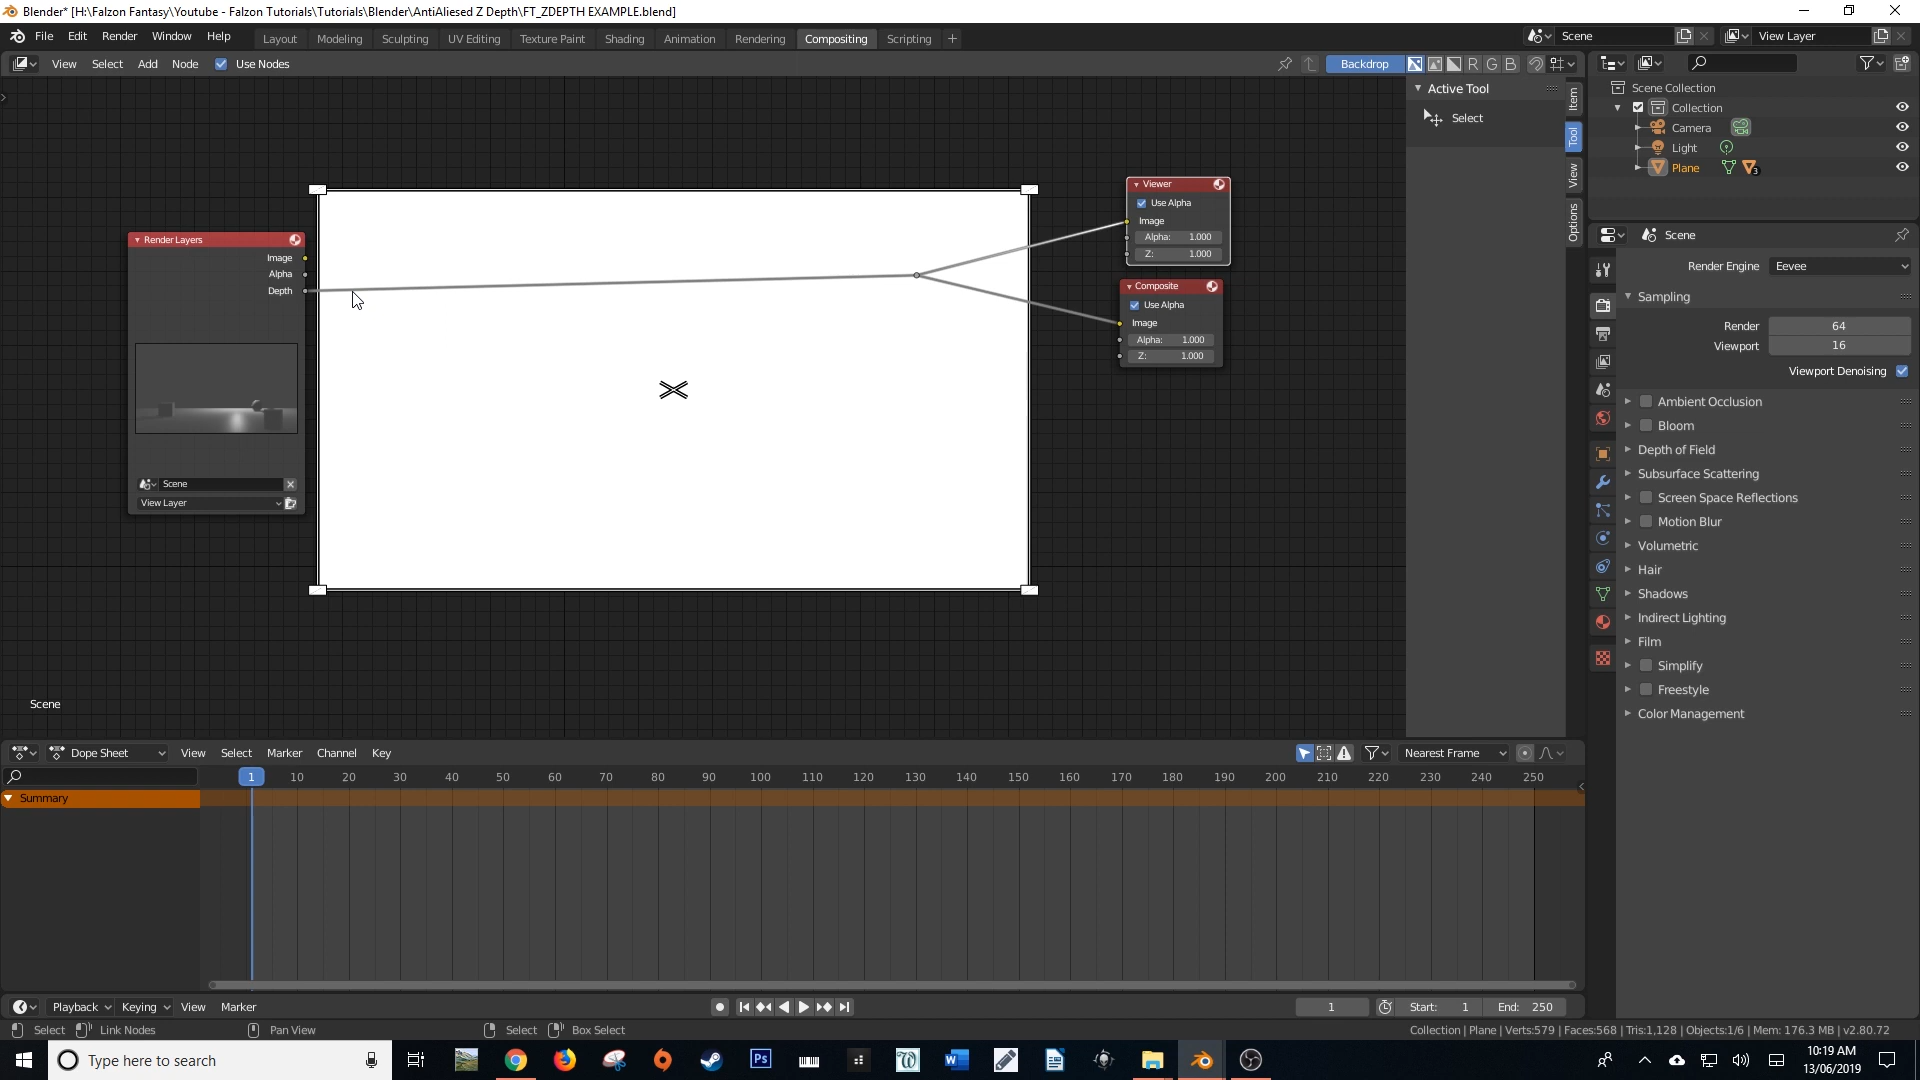 Blender* [H:\Falzon Fantasy\Youtube - Falzon Tutorials\Tutorials\Blender\AntiAliesed Z Depth\FT_ZDEPTH EXAMPLE.blend]
File Edit Render Window Help Layout Modeling Sculpting UV Editing Texture Paint Shading Animation Rendering Compositing Scripting + Scene View Layer
View Select Add Node Use Nodes Backdrop R G B
Active Tool
Select
Item
Tool
View
Options
Scene Collection
Collection
Camera
Light
Plane 3
Viewer
Use Alpha
Image
Alpha: 1.000
Z: 1.000
Render Layers
Image
Alpha
Depth
Scene
View Layer
Composite
Use Alpha
Image
Alpha: 1.000
Z: 1.000
Scene
Scene
Render Engine Eevee
Sampling
Render 64
Viewport 16
Viewport Denoising
Ambient Occlusion
Bloom
Depth of Field
Subsurface Scattering
Screen Space Reflections
Motion Blur
Volumetric
Hair
Shadows
Indirect Lighting
Film
Simplify
Freestyle
Color Management
Dope Sheet View Select Marker Channel Key Nearest Frame
1 10 20 30 40 50 60 70 80 90 100 110 120 130 140 150 160 170 180 190 200 210 220 230 240 250
Summary
Playback Keying View Marker 1 Start: 1 End: 250
Select Link Nodes Pan View Select Box Select Collection | Plane | Verts:579 | Faces:568 | Tris:1,128 | Objects:1/6 | Mem: 176.3 MB | v2.80.72
Type here to search Ps 10:19 AM
13/06/2019